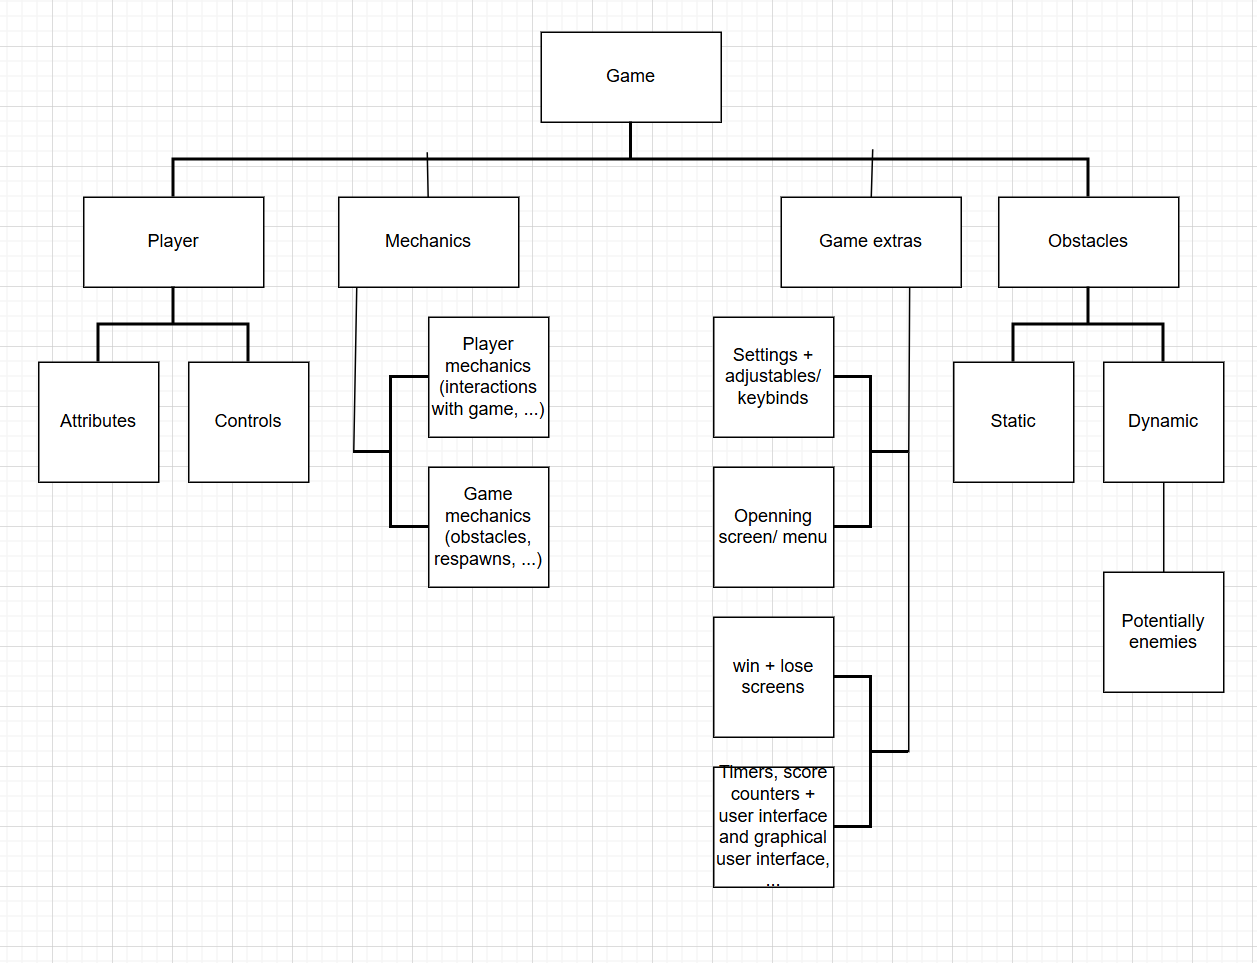 Game
Player
Mechanics
Game extras
Obstacles
Attributes
Controls
Player
mechanics
(interactions
with game, ...)
Game
mechanics
(obstacles,
respawns, ...)
Settings +
adjustables/
keybinds
Openning
screen/ menu
win + lose
screens
Timers, score
counters +
user interface
and graphical
user interface,
...
Static
Dynamic
Potentially
enemies